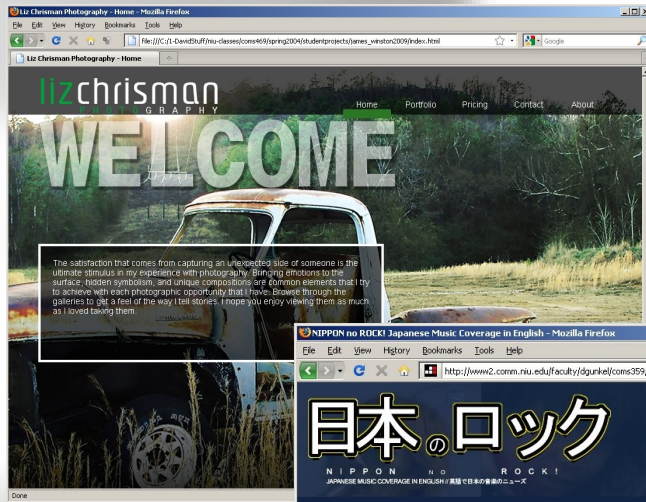 Liz Chrisman Photography - Home - Mozilla Firefox
File Edit View History Bookmarks Tools Help
file:///C:/1-DavidStuff/niu-classes/coms469/spring2004/studentprojects/james_winston2009/index.html
Google
Liz Chrisman Photography - Home
lizchrisman
PHOTOGRAPHY
Home Portfolio Pricing Contact About
WELCOME
The satisfaction that comes from capturing an unexpected side of someone is the
ultimate stimulus in my experience with photography. Bringing emotions to the
surface, hidden symbolism, and unique compositions are common elements that I try
to achieve with each photographic opportunity that I have. Browse through the
galleries to get a feel of the way I tell stories. I hope you enjoy viewing them as much
as I loved taking them.
Done
NIPPON no ROCK! Japanese Music Coverage in English - Mozilla Firefox
File Edit View History Bookmarks Tools Help
http://www2.comm.niu.edu/faculty/dgunkel/coms359/
日本のロック
NIPPON NO ROCK!
JAPANESE MUSIC COVERAGE IN ENGLISH // 英語で日本の音楽のニューズ